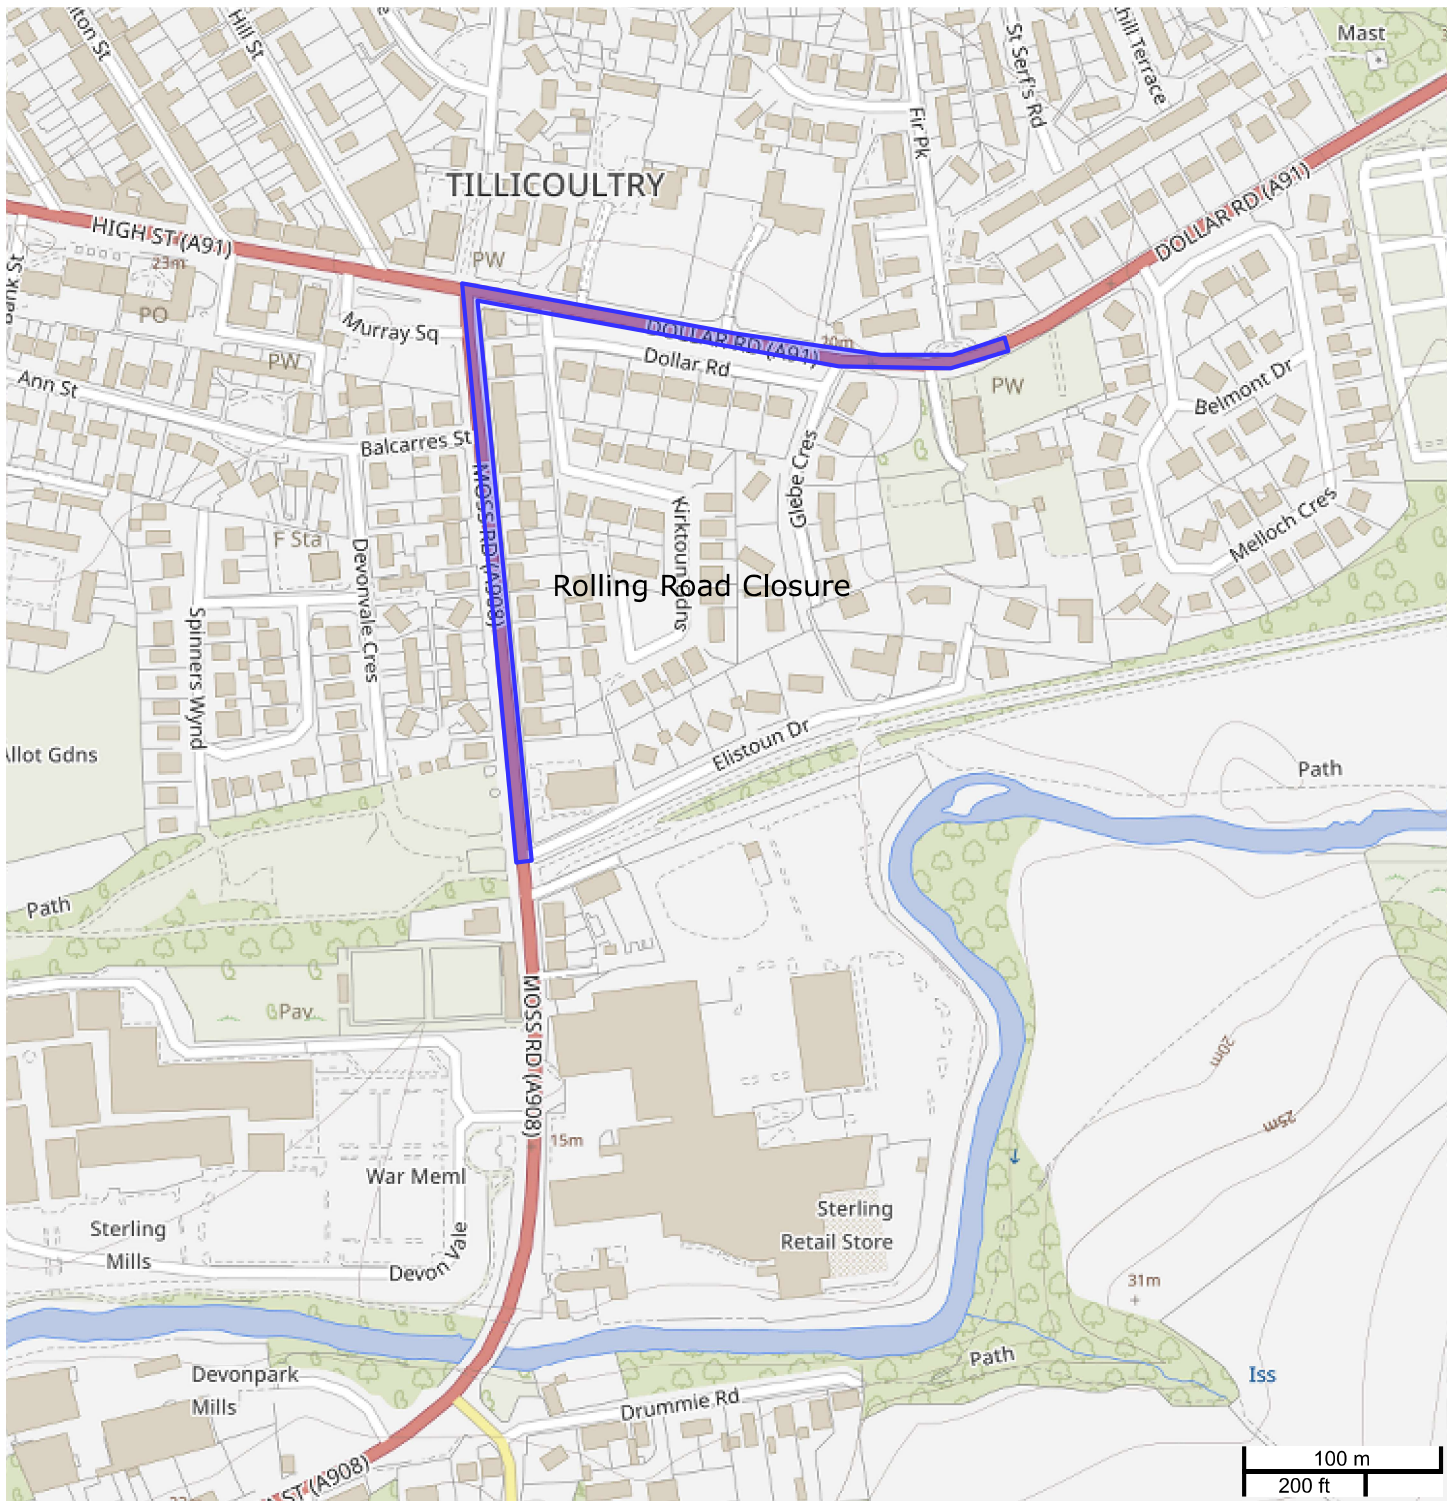 Hill St
St Serf's Rd
Mast
Fir Pk
TILLICOULTRY
HIGH ST (A91)
23m
PW
DOLLAR RD (A91)
PO
Murray Sq
PW
DOLLAR RD (A91)
20m
Dollar Rd
PW
Belmont Dr
Ann St
Balcarres St
MOSS RD (A908)
Glebe Cres
Melloch Cres
F Sta
Devonvale Cres
Rolling Road Closure
Spinners Wynd
Elistoun Dr
Allot Gdns
Path
Path
Pav
MOSS RD (A908)
20m
25m
15m
War Meml
Sterling
Mills
Sterling
Retail Store
Devon Vale
31m
Devonpark
Mills
Path
Iss
Drummie Rd
ST (A908)
100 m
200 ft